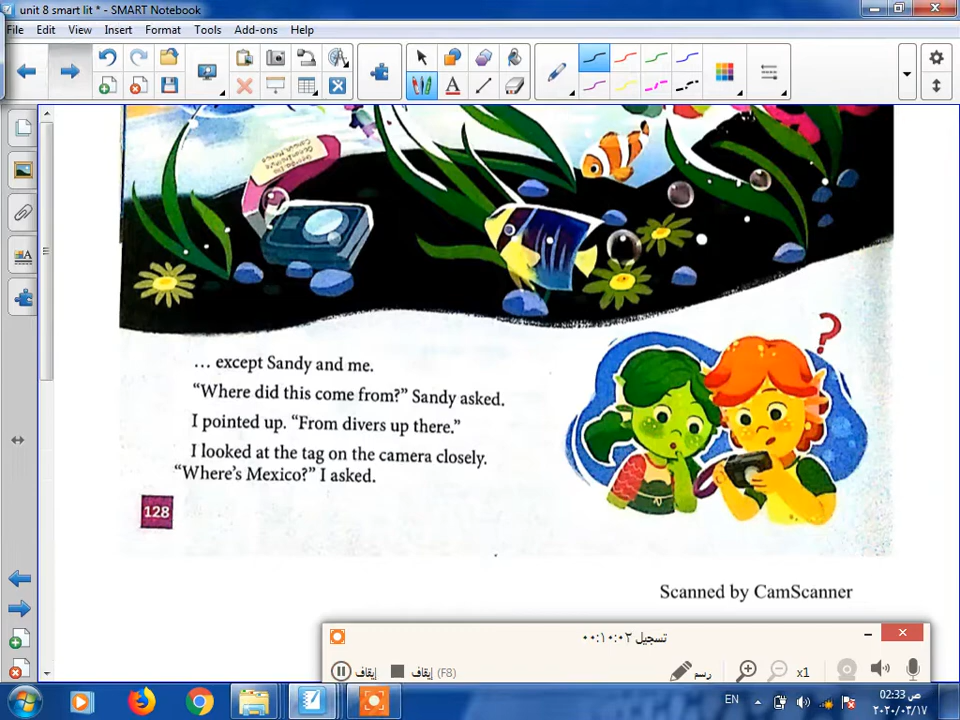 unit 8 smart lit * - SMART Notebook
File Edit View Insert Format Tools Add-ons Help
… except Sandy and me.
“Where did this come from?” Sandy asked.
I pointed up. “From divers up there.”
I looked at the tag on the camera closely.
“Where’s Mexico?” I asked.
128
?
Scanned by CamScanner
تسجيل ٠٠:١٠:٠٢
إيقاف إيقاف (F8) رسم x1
EN ص 02:33
٢٠٢٠/٠٣/١٧